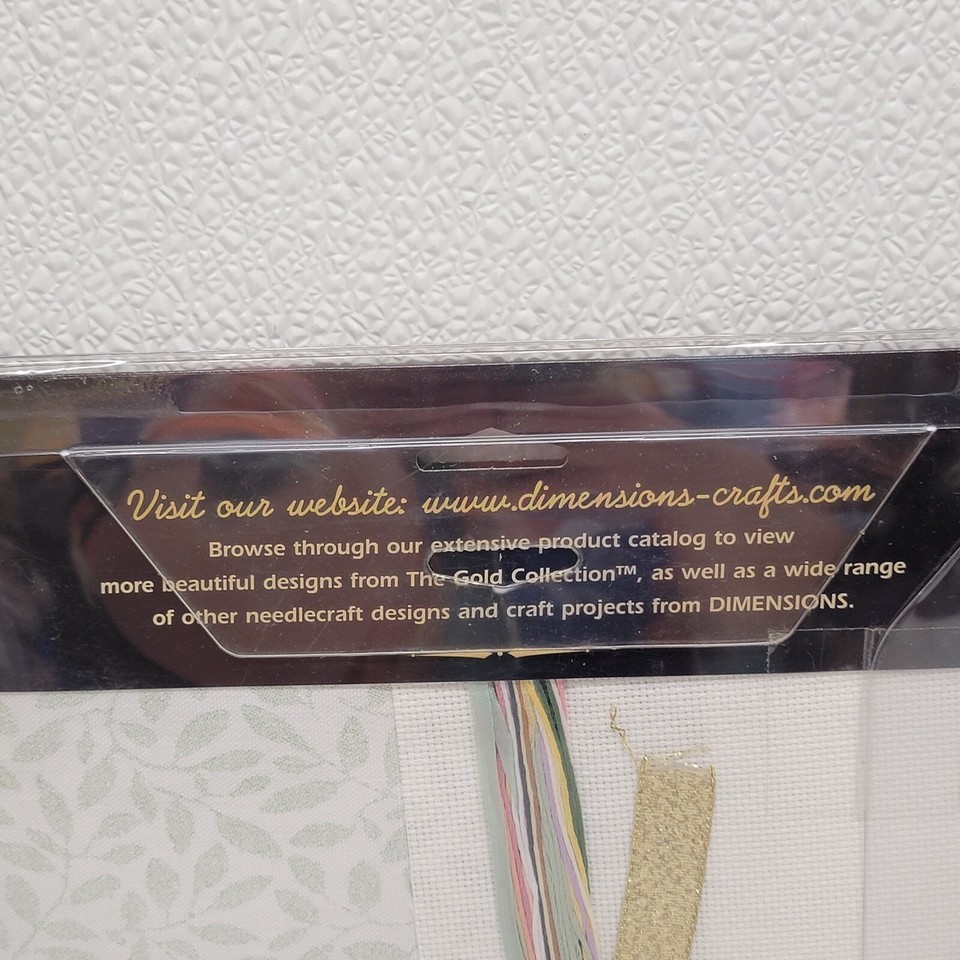 Visit our website: www.dimensions-crafts.com
Browse through our extensive product catalog to view
more beautiful designs from The Gold Collection™, as well as a wide range
of other needlecraft designs and craft projects from DIMENSIONS.